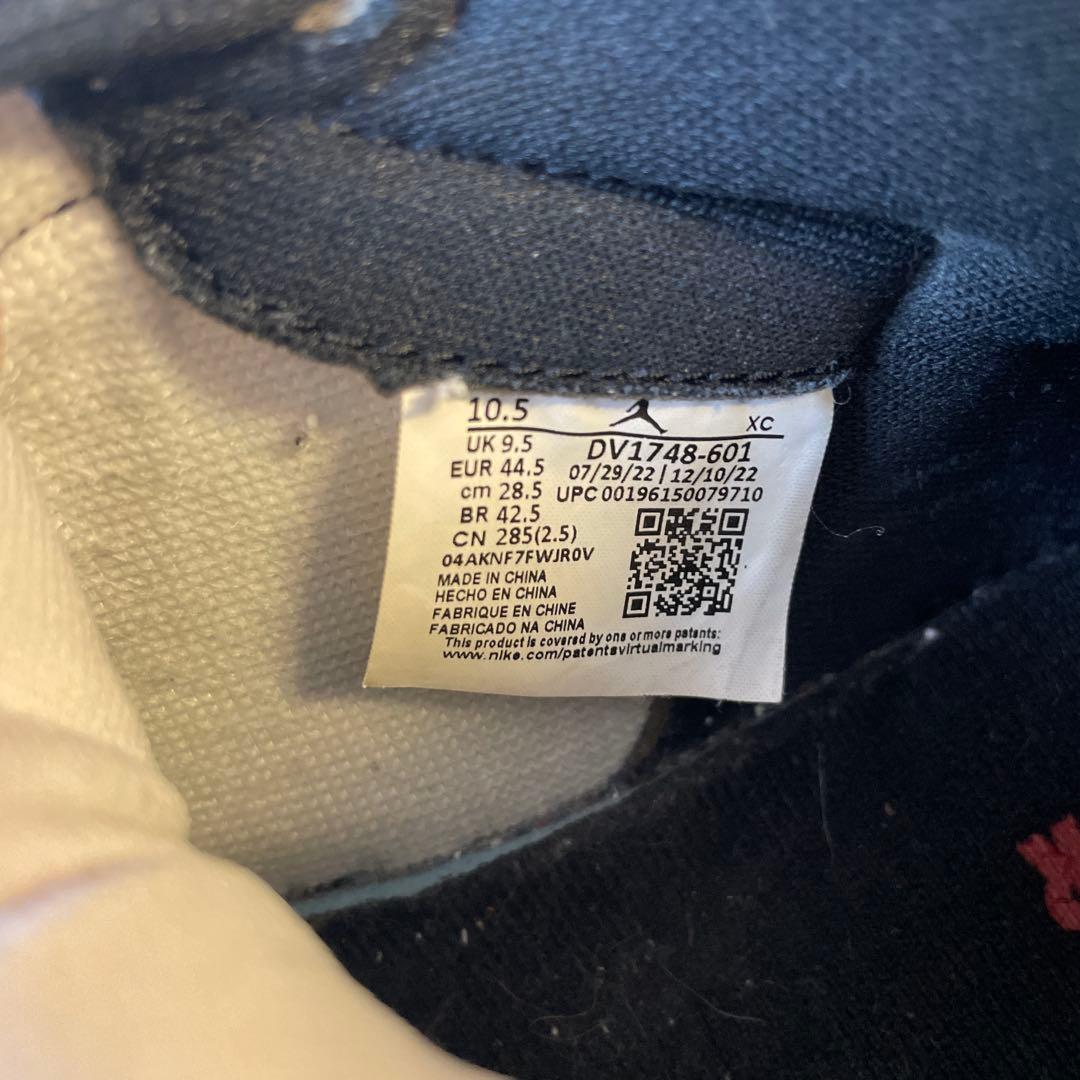 10.5
XC
UK 9.5
DV1748-601
EUR 44.5
07/29/22 | 12/10/22
cm 28.5
UPC 00196150079710
BR 42.5
CN 285(2.5)
04AKNF7FWJR0V
MADE IN CHINA
HECHO EN CHINA
FABRIQUE EN CHINE
FABRICADO NA CHINA
This product is covered by one or more patents:
www.nike.com/patentsvirtualmarking